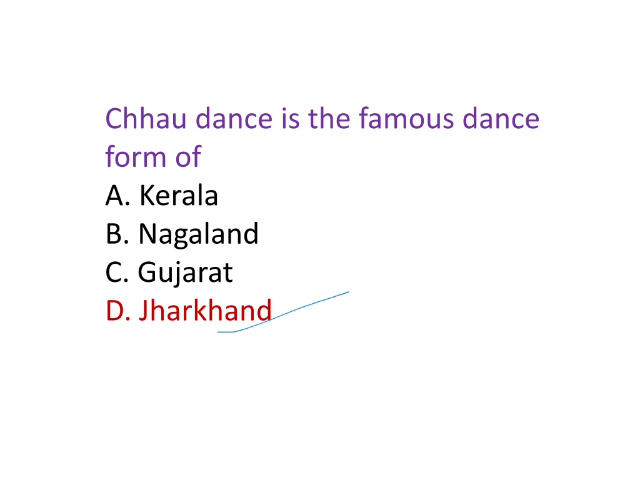 Chhau dance is the famous dance
form of
A. Kerala
B. Nagaland
C. Gujarat
D. Jharkhand